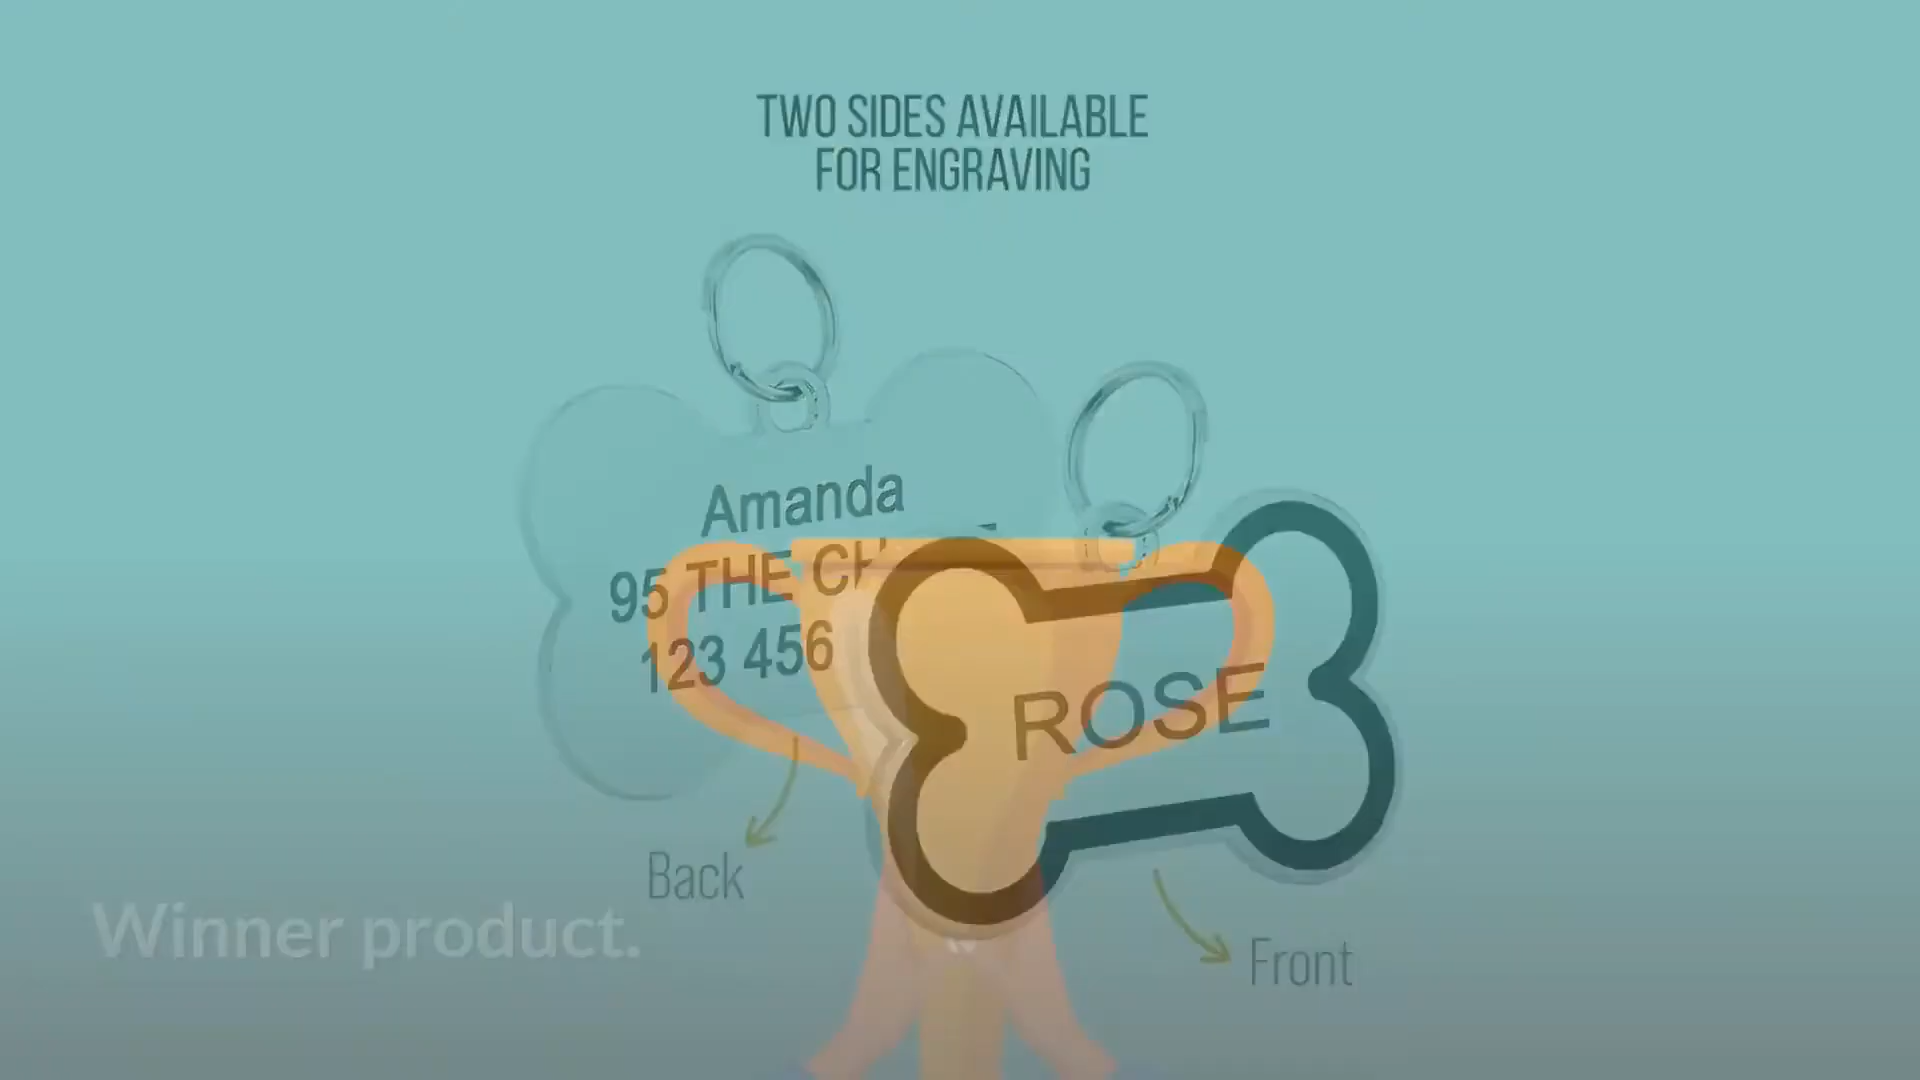 TWO SIDES AVAILABLE
FOR ENGRAVING
Amanda
95 THE
123 456
ROSE
Back
Front
Winner product.